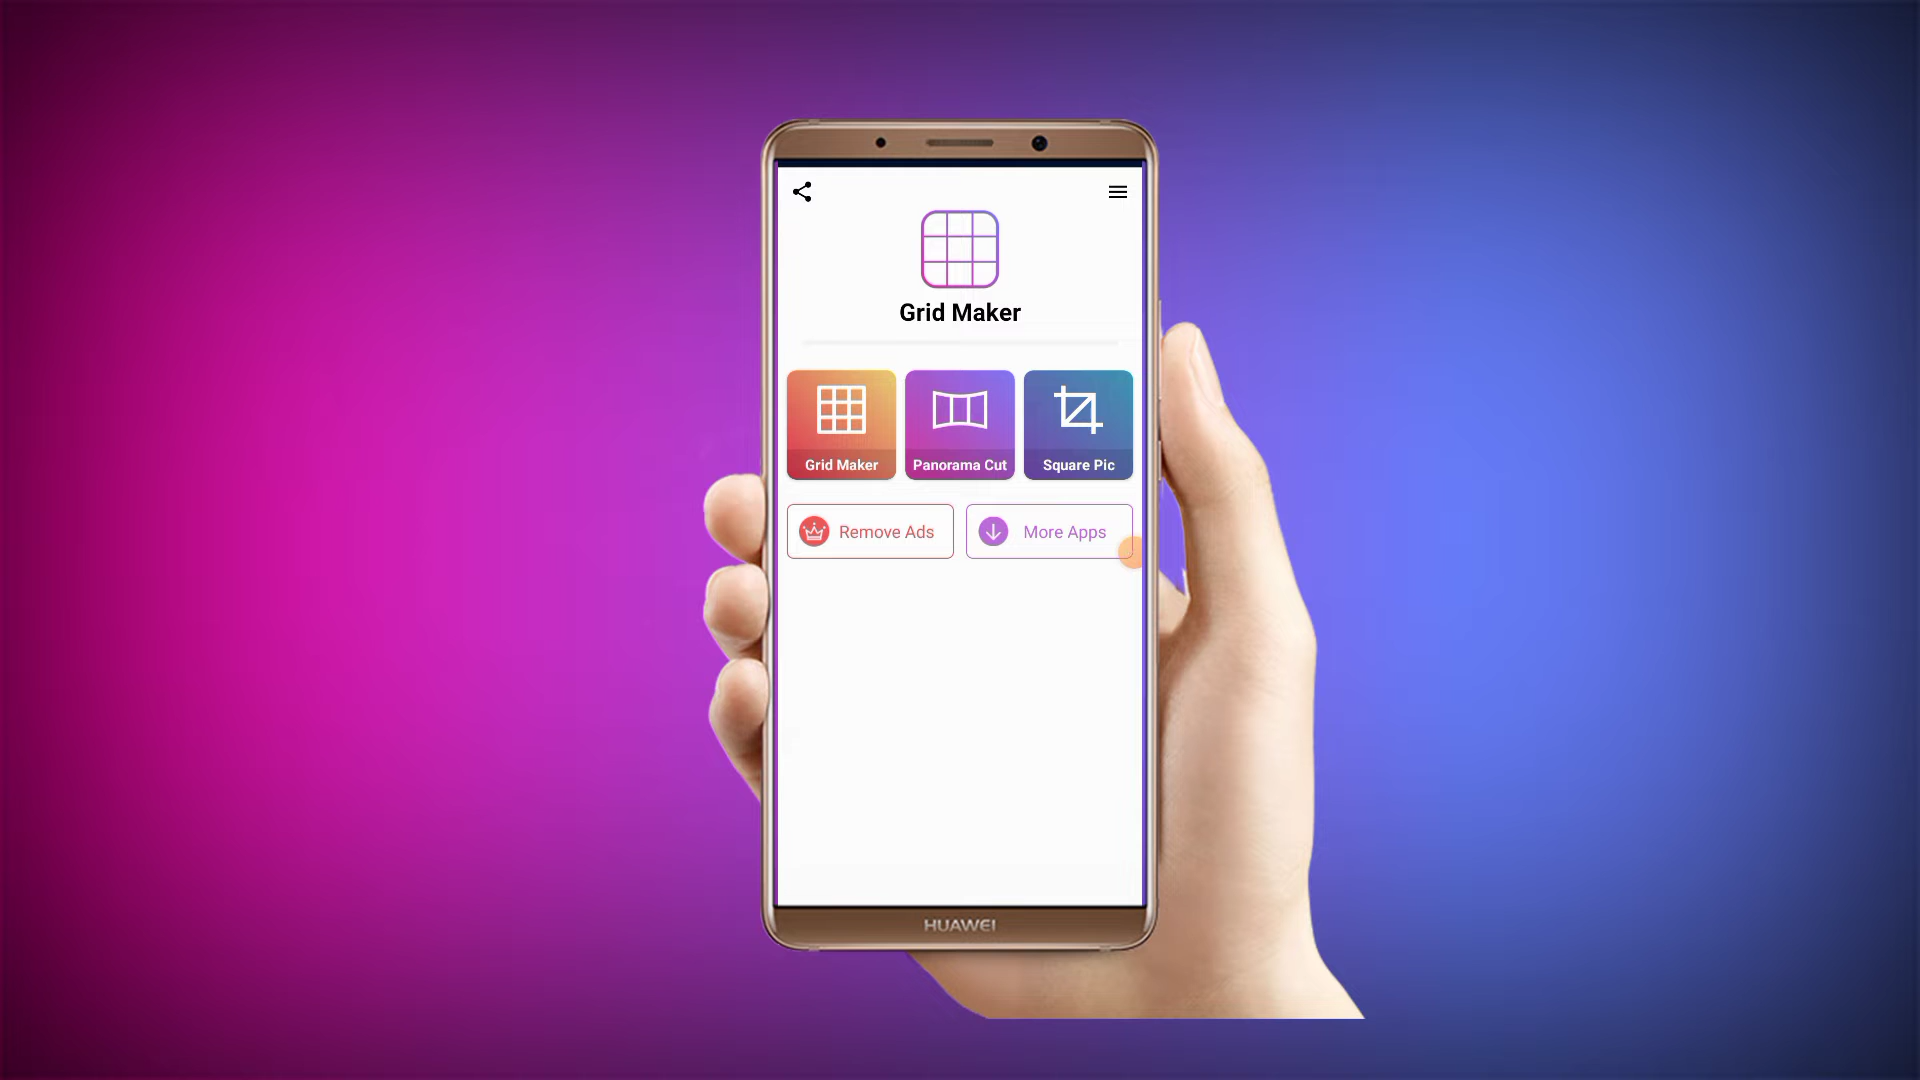 Grid Maker
Grid Maker
Panorama Cut
Square Pic
Remove Ads
More Apps
HUAWEI